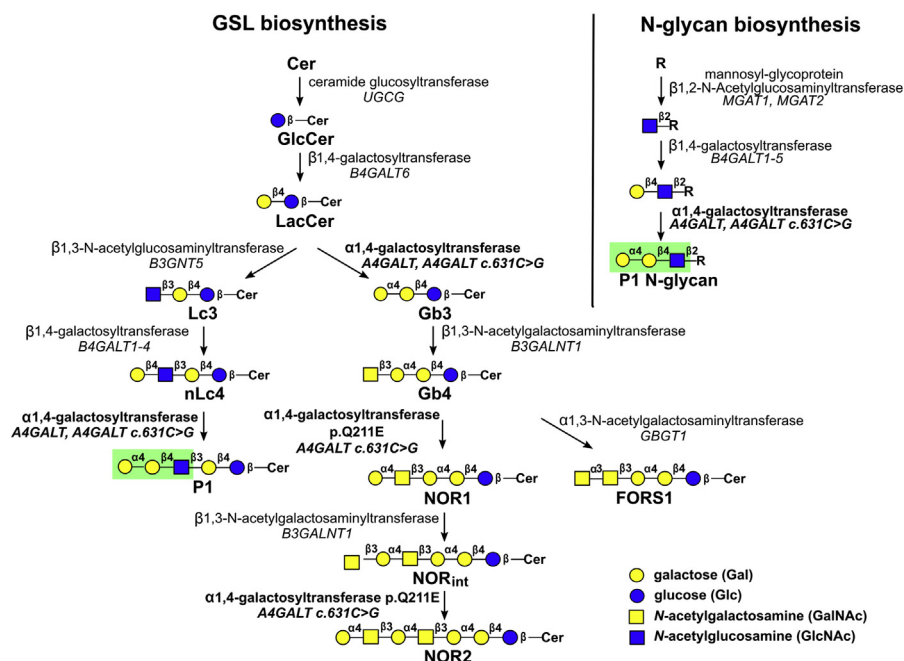 GSL biosynthesis
Cer
ceramide glucosyltransferase
UGCG
β Cer
GlcCer
β1,4-galactosyltransferase
B4GALT6
β4 β Cer
LacCer
β1,3-N-acetylglucosaminyltransferase
B3GNT5
β3 β4 β Cer
Lc3
β1,4-galactosyltransferase
B4GALT1-4
β4 β3 β4 β Cer
nLc4
α1,4-galactosyltransferase
A4GALT, A4GALT c.631C>G
α4 β4 β3 β4 β Cer
P1
α1,4-galactosyltransferase
A4GALT, A4GALT c.631C>G
α4 β4 β Cer
Gb3
β1,3-N-acetylgalactosaminyltransferase
B3GALNT1
β3 α4 β4 β Cer
Gb4
α1,4-galactosyltransferase
p.Q211E
A4GALT c.631C>G
α4 β3 α4 β4 β Cer
NOR1
α1,3-N-acetylgalactosaminyltransferase
GBGT1
α3 β3 α4 β4 β Cer
FORS1
β1,3-N-acetylgalactosaminyltransferase
B3GALNT1
β3 α4 β3 α4 β4 β Cer
NORint
α1,4-galactosyltransferase p.Q211E
A4GALT c.631C>G
α4 β3 α4 β3 α4 β4 β Cer
NOR2
N-glycan biosynthesis
R
mannosyl-glycoprotein
β1,2-N-Acetylglucosaminyltransferase
MGAT1, MGAT2
β2 R
β1,4-galactosyltransferase
B4GALT1-5
β4 β2 R
α1,4-galactosyltransferase
A4GALT, A4GALT c.631C>G
α4 β4 β2 R
P1 N-glycan
galactose (Gal)
glucose (Glc)
N-acetylgalactosamine (GalNAc)
N-acetylglucosamine (GlcNAc)